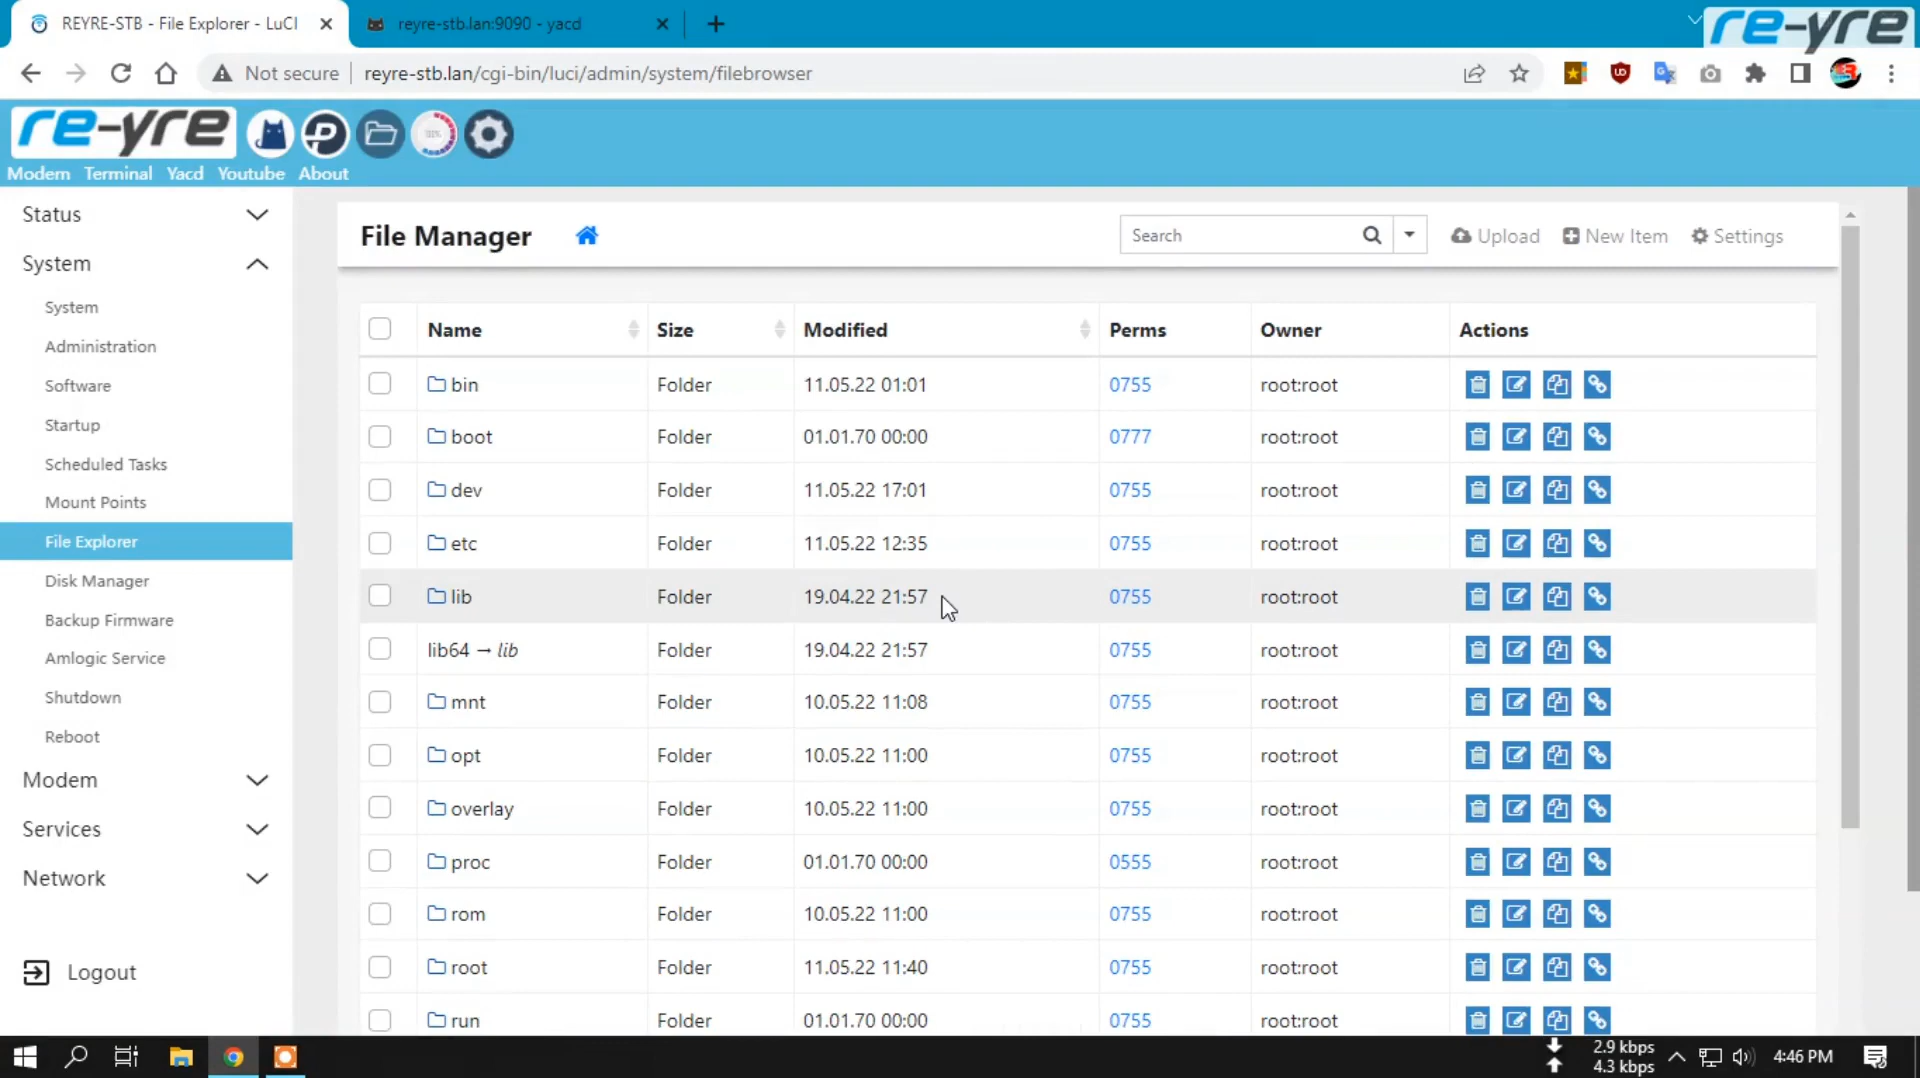 REYRE-STB - File Explorer - LuCI
reyre-stb.lan:9090 - yacd
re-yre
Not secure reyre-stb.lan/cgi-bin/luci/admin/system/filebrowser
re-yre
Modem Terminal Yacd Youtube About
Status
System
System
Administration
Software
Startup
Scheduled Tasks
Mount Points
File Explorer
Disk Manager
Backup Firmware
Amlogic Service
Shutdown
Reboot
Modem
Services
Network
Logout
File Manager
Search
Upload
New Item
Settings
Name Size Modified Perms Owner Actions
bin Folder 11.05.22 01:01 0755 root:root
boot Folder 01.01.70 00:00 0777 root:root
dev Folder 11.05.22 17:01 0755 root:root
etc Folder 11.05.22 12:35 0755 root:root
lib Folder 19.04.22 21:57 0755 root:root
lib64 → lib Folder 19.04.22 21:57 0755 root:root
mnt Folder 10.05.22 11:08 0755 root:root
opt Folder 10.05.22 11:00 0755 root:root
overlay Folder 10.05.22 11:00 0755 root:root
proc Folder 01.01.70 00:00 0555 root:root
rom Folder 10.05.22 11:00 0755 root:root
root Folder 11.05.22 11:40 0755 root:root
run Folder 01.01.70 00:00 0755 root:root
2.9 kbps
4.3 kbps
4:46 PM